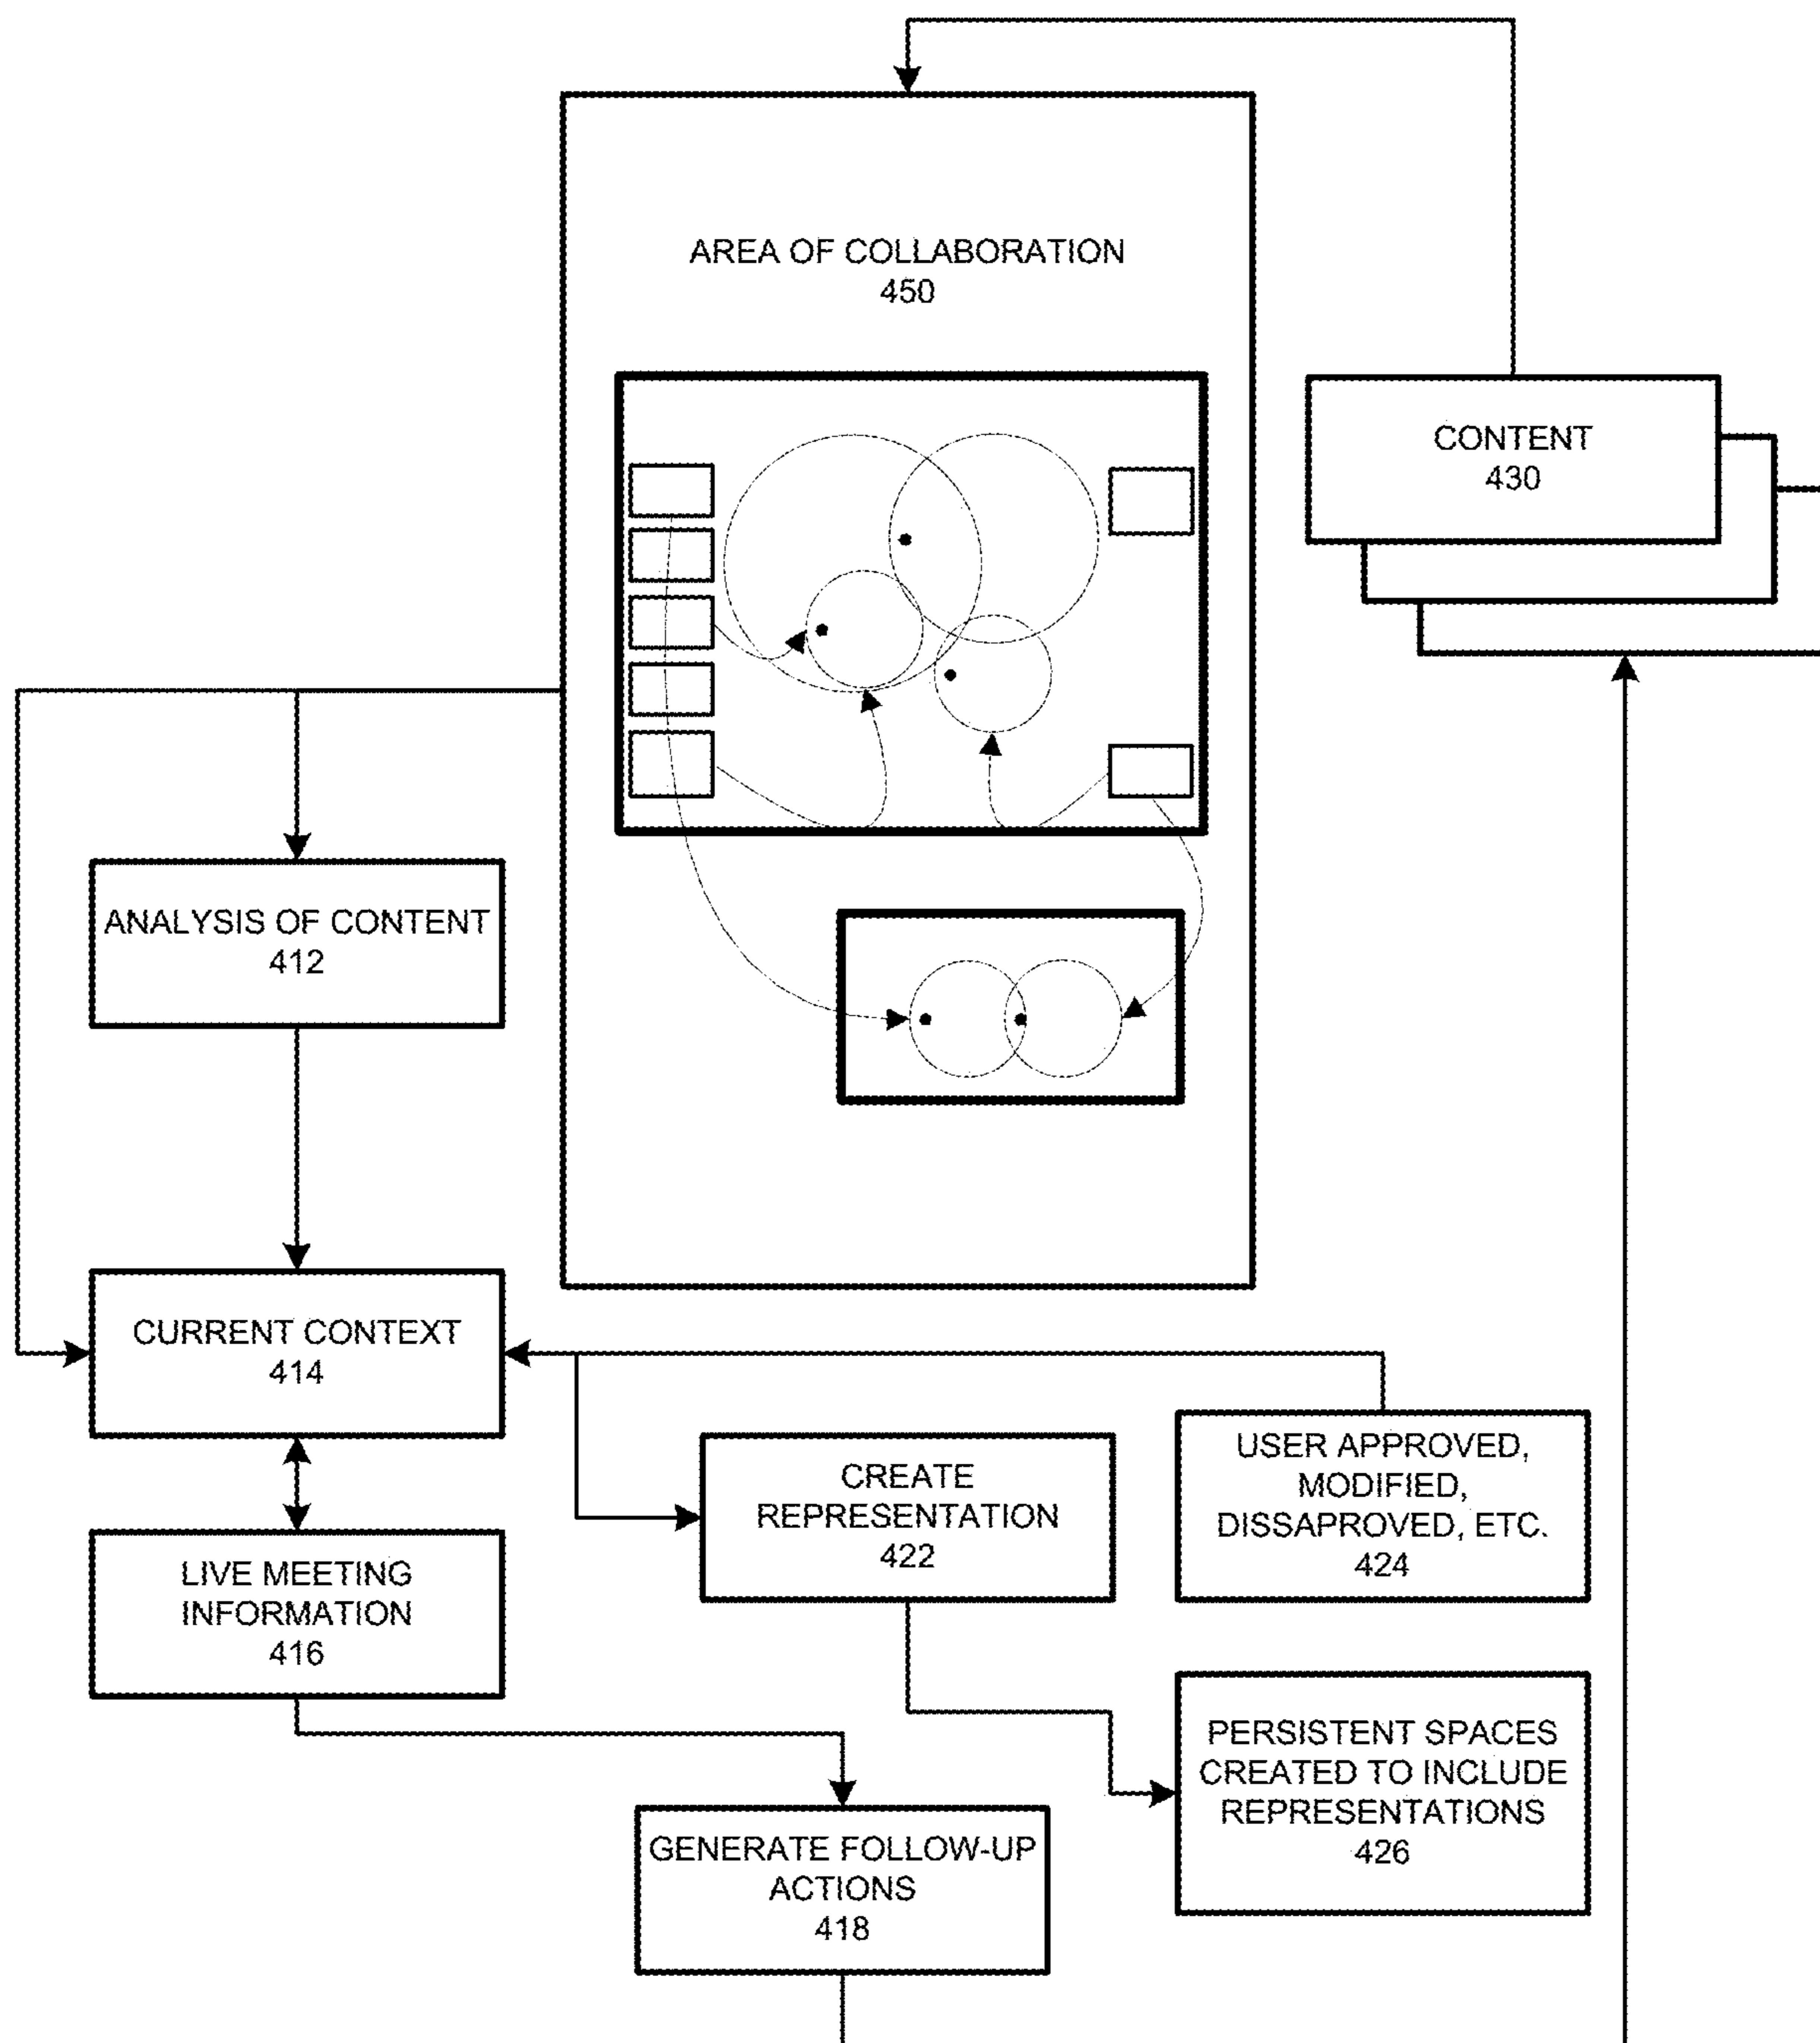 AREA OF COLLABORATION
450
CONTENT
430
ANALYSIS OF CONTENT
412
CURRENT CONTEXT
414
LIVE MEETING
INFORMATION
416
CREATE
REPRESENTATION
422
USER APPROVED,
MODIFIED,
DISSAPROVED, ETC.
424
PERSISTENT SPACES
CREATED TO INCLUDE
REPRESENTATIONS
426
GENERATE FOLLOW-UP
ACTIONS
418